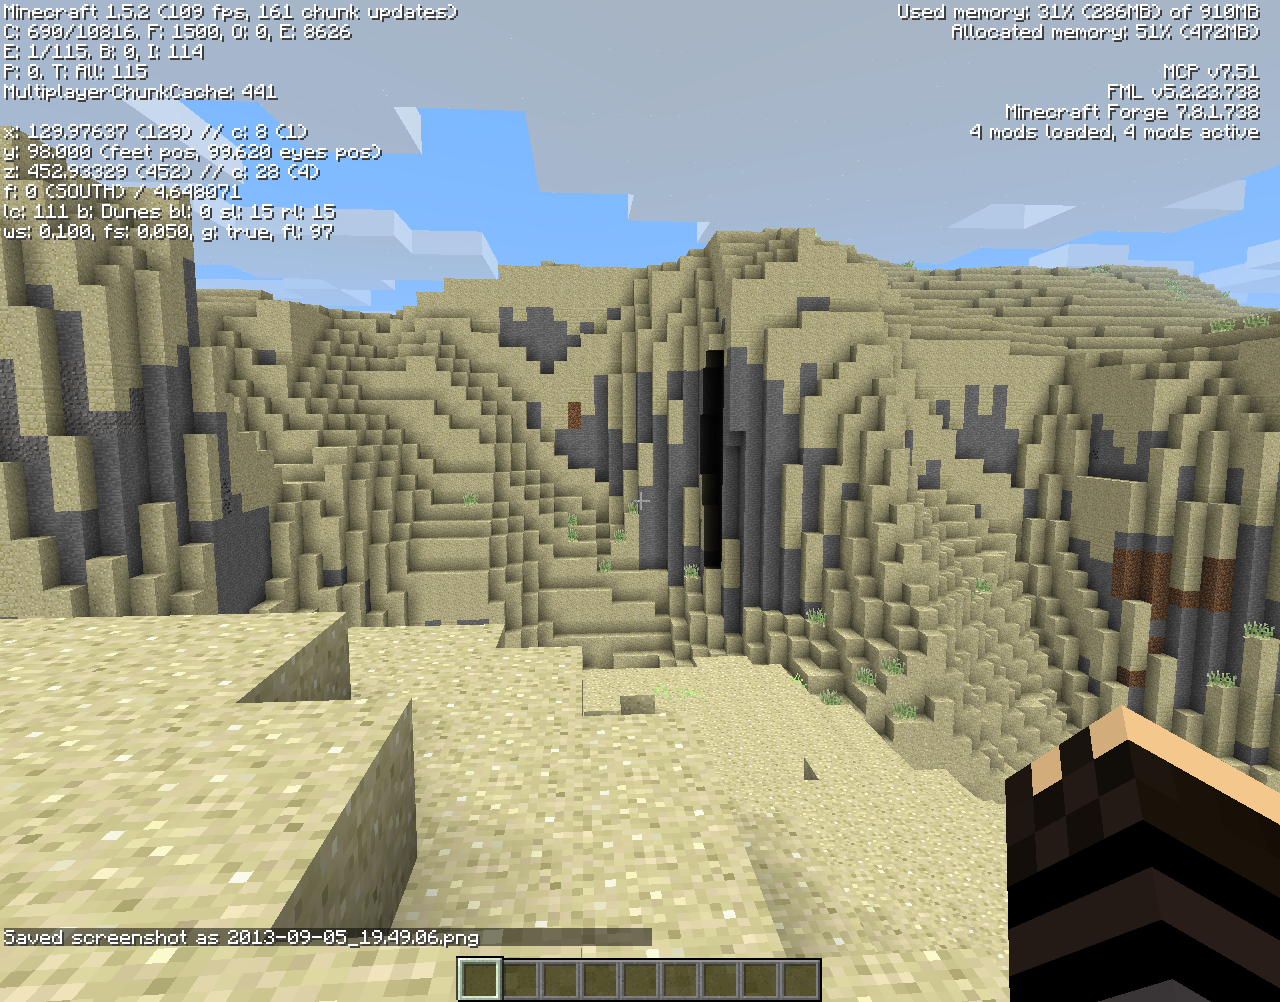 Minecraft 1.5.2 (109 fps, 161 chunk updates)
C: 690/10816. F: 1500, O: 0, E: 8626
E: 1/115. B: 0, I: 114
P: 0. T: All: 115
MultiplayerChunkCache: 441
x: 129.97637 (129) // c: 8 (1)
y: 98.000 (feet pos, 99.620 eyes pos)
z: 452.93329 (452) // c: 28 (4)
f: 0 (SOUTH) / 4.648071
lc: 111 b: Dunes bl: 0 sl: 15 rl: 15
ws: 0.100, fs: 0.050, g: true, fl: 97
Used memory: 31% (286MB) of 910MB
Allocated memory: 51% (472MB)
MCP v7.51
FML v5.2.23.738
Minecraft Forge 7.8.1.738
4 mods loaded, 4 mods active
Saved screenshot as 2013-09-05_19.49.06.png